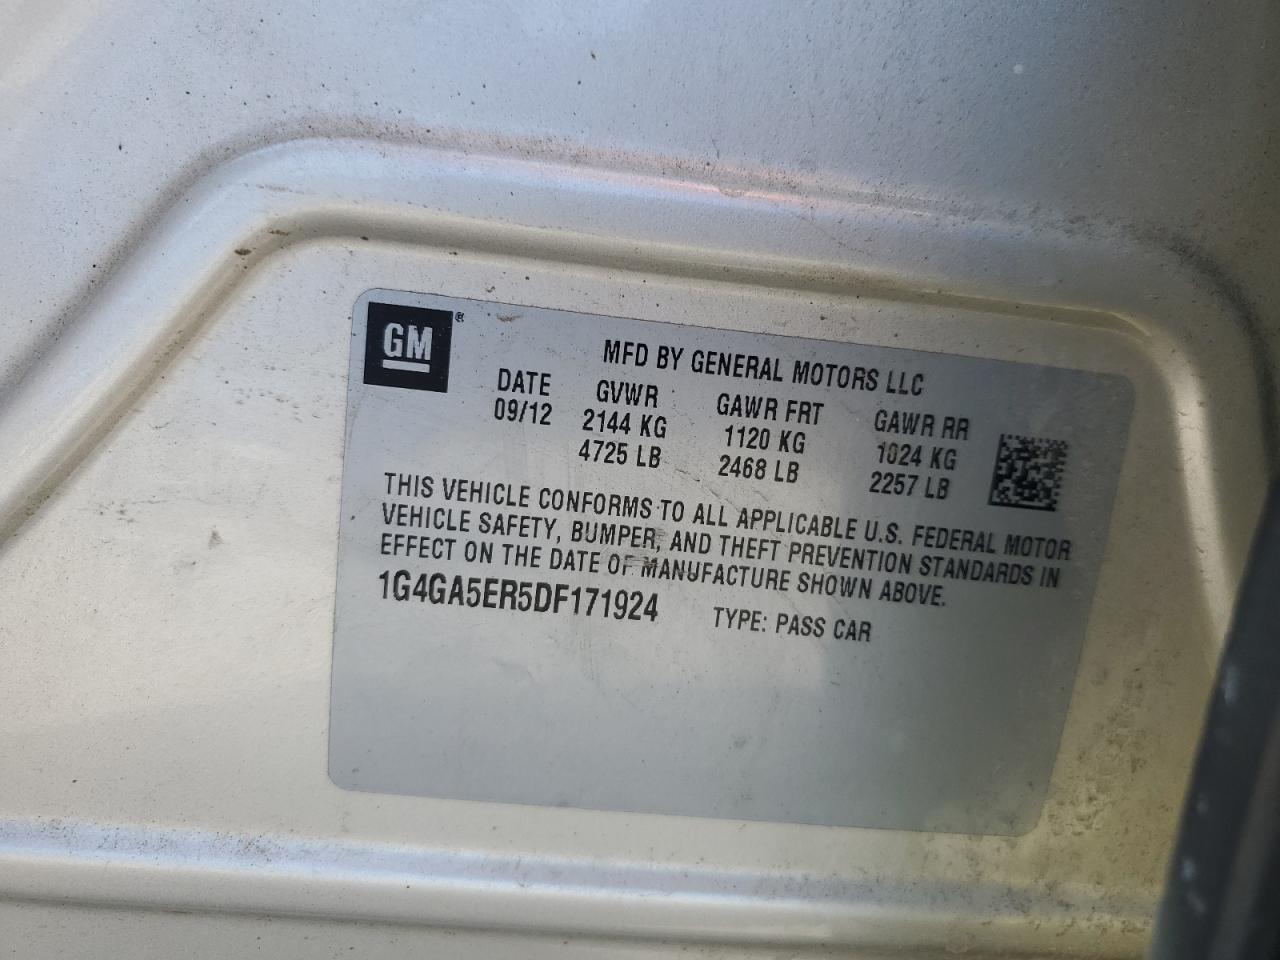 GM®
MFD BY GENERAL MOTORS LLC
DATE GVWR GAWR FRT GAWR RR
09/12 2144 KG 1120 KG 1024 KG
4725 LB 2468 LB 2257 LB
THIS VEHICLE CONFORMS TO ALL APPLICABLE U.S. FEDERAL MOTOR
VEHICLE SAFETY, BUMPER, AND THEFT PREVENTION STANDARDS IN
EFFECT ON THE DATE OF MANUFACTURE SHOWN ABOVE.
1G4GA5ER5DF171924 TYPE: PASS CAR